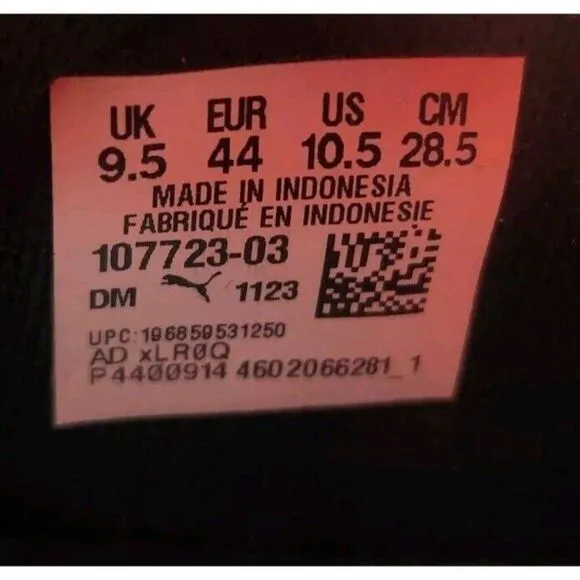 UK EUR US CM
9.5 44 10.5 28.5
MADE IN INDONESIA
FABRIQUÉ EN INDONESIE
107723-03
DM 1123
UPC:196859531250
AD xLR0Q
P4400914 4602066281_1